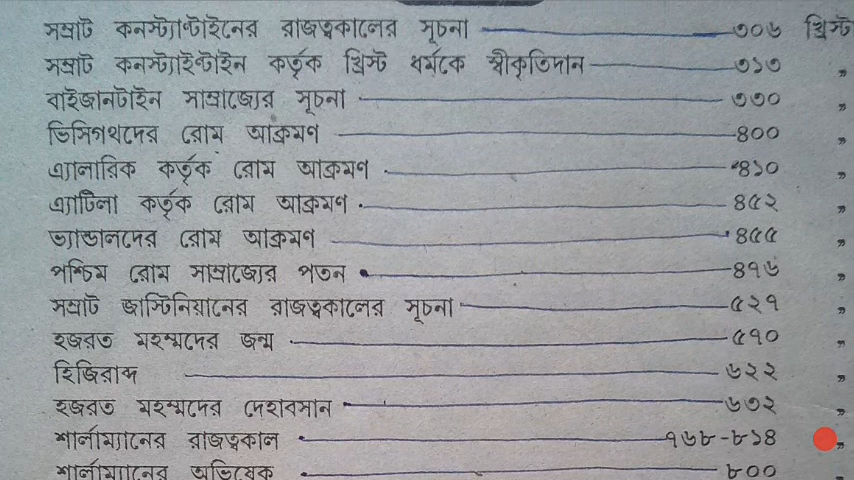 সম্রাট কনস্ট্যান্টাইনের রাজত্বকালের সূচনা — ৩০৬ খ্রিস্ট
সম্রাট কনস্ট্যাইন্টাইন কর্তৃক খ্রিস্ট ধর্মকে স্বীকৃতিদান — ৩১৩ "
বাইজানটাইন সাম্রাজ্যের সূচনা — ৩৩০ "
ভিসিগথদের রোম আক্রমণ — ৪০০ "
এ্যালারিক কর্তৃক রোম আক্রমণ — ৪১০ "
এ্যাটিলা কর্তৃক রোম আক্রমণ — ৪৫২ "
ভ্যান্ডালদের রোম আক্রমণ — ৪৫৫ "
পশ্চিম রোম সাম্রাজ্যের পতন — ৪৭৬ "
সম্রাট জাস্টিনিয়ানের রাজত্বকালের সূচনা — ৫২৭ "
হজরত মহম্মদের জন্ম — ৫৭০ "
হিজিরাব্দ — ৬২২ "
হজরত মহম্মদের দেহাবসান — ৬৩২ "
শার্লাম্যানের রাজত্বকাল — ৭৬৮-৮১৪ "
শার্লাম্যানের অভিষেক — ৮০০ "